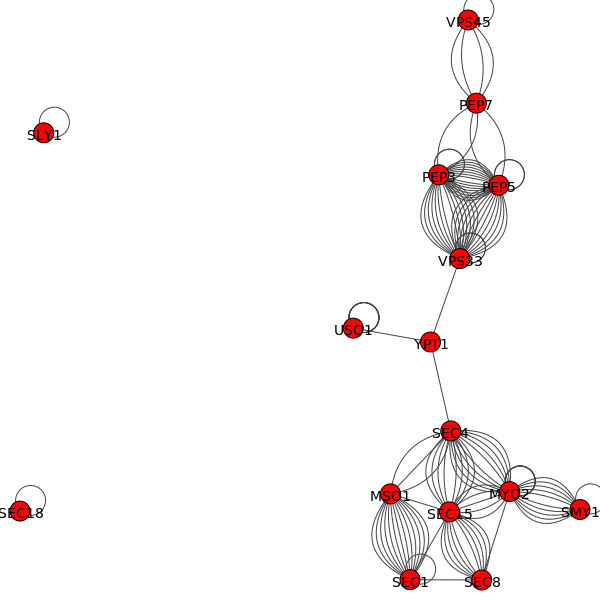 VPS45
PEP7
SLY1
PEP3
PEP5
VPS33
USO1
YPT1
SEC4
MSO1
MYO2
SEC15
SMY1
SEC18
SEC1
SEC8